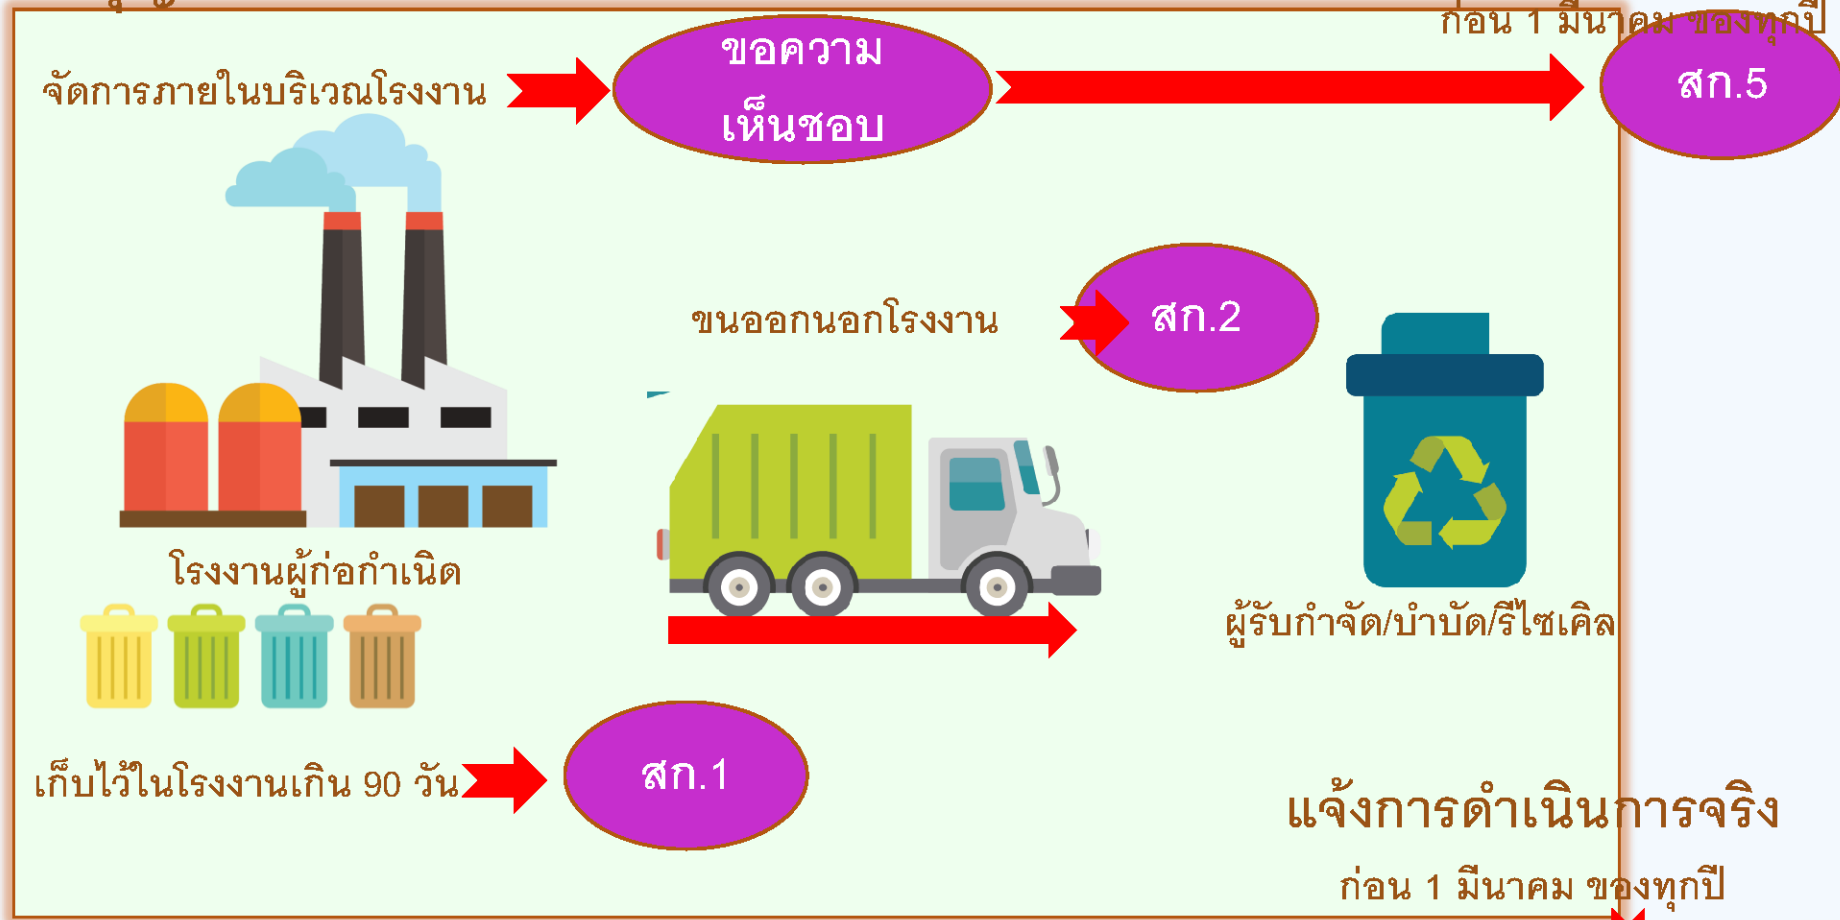 ก่อน 1 มีนาคม ของทุกปี
จัดการภายในบริเวณโรงงาน
ขอความ
เห็นชอบ
สก.5
ขนออกนอกโรงงาน
สก.2
โรงงานผู้ก่อกำเนิด
ผู้รับกำจัด/บำบัด/รีไซเคิล
เก็บไว้ในโรงงานเกิน 90 วัน
สก.1
แจ้งการดำเนินการจริง
ก่อน 1 มีนาคม ของทุกปี